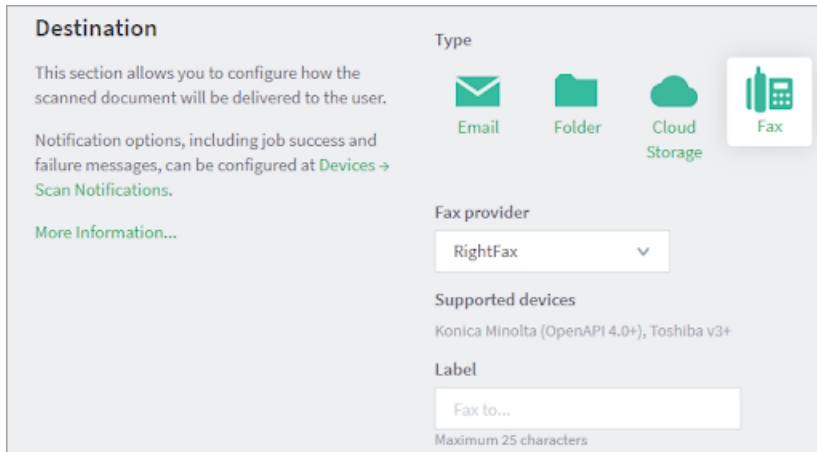 Destination
This section allows you to configure how the
scanned document will be delivered to the user.
Notification options, including job success and
failure messages, can be configured at Devices →
Scan Notifications.
More Information...
Type
Email
Folder
Cloud
Storage
Fax
Fax provider
RightFax
Supported devices
Konica Minolta (OpenAPI 4.0+), Toshiba v3+
Label
Fax to...
Maximum 25 characters